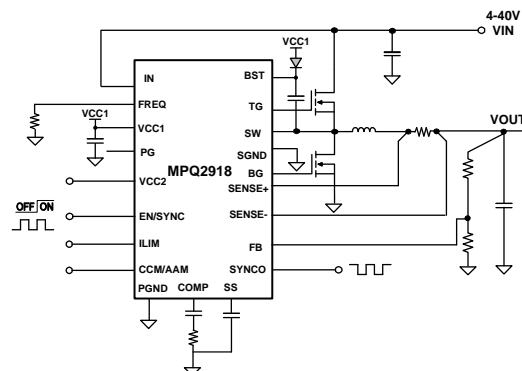 4-40V
VIN
VCC1
IN
BST
FREQ
TG
VCC1
VCC1
SW
VOUT
PG
SGND
MPQ2918
BG
VCC2
SENSE+
OFF ON
EN/SYNC
SENSE-
ILIM
FB
CCM/AAM
SYNCO
PGND
COMP
SS